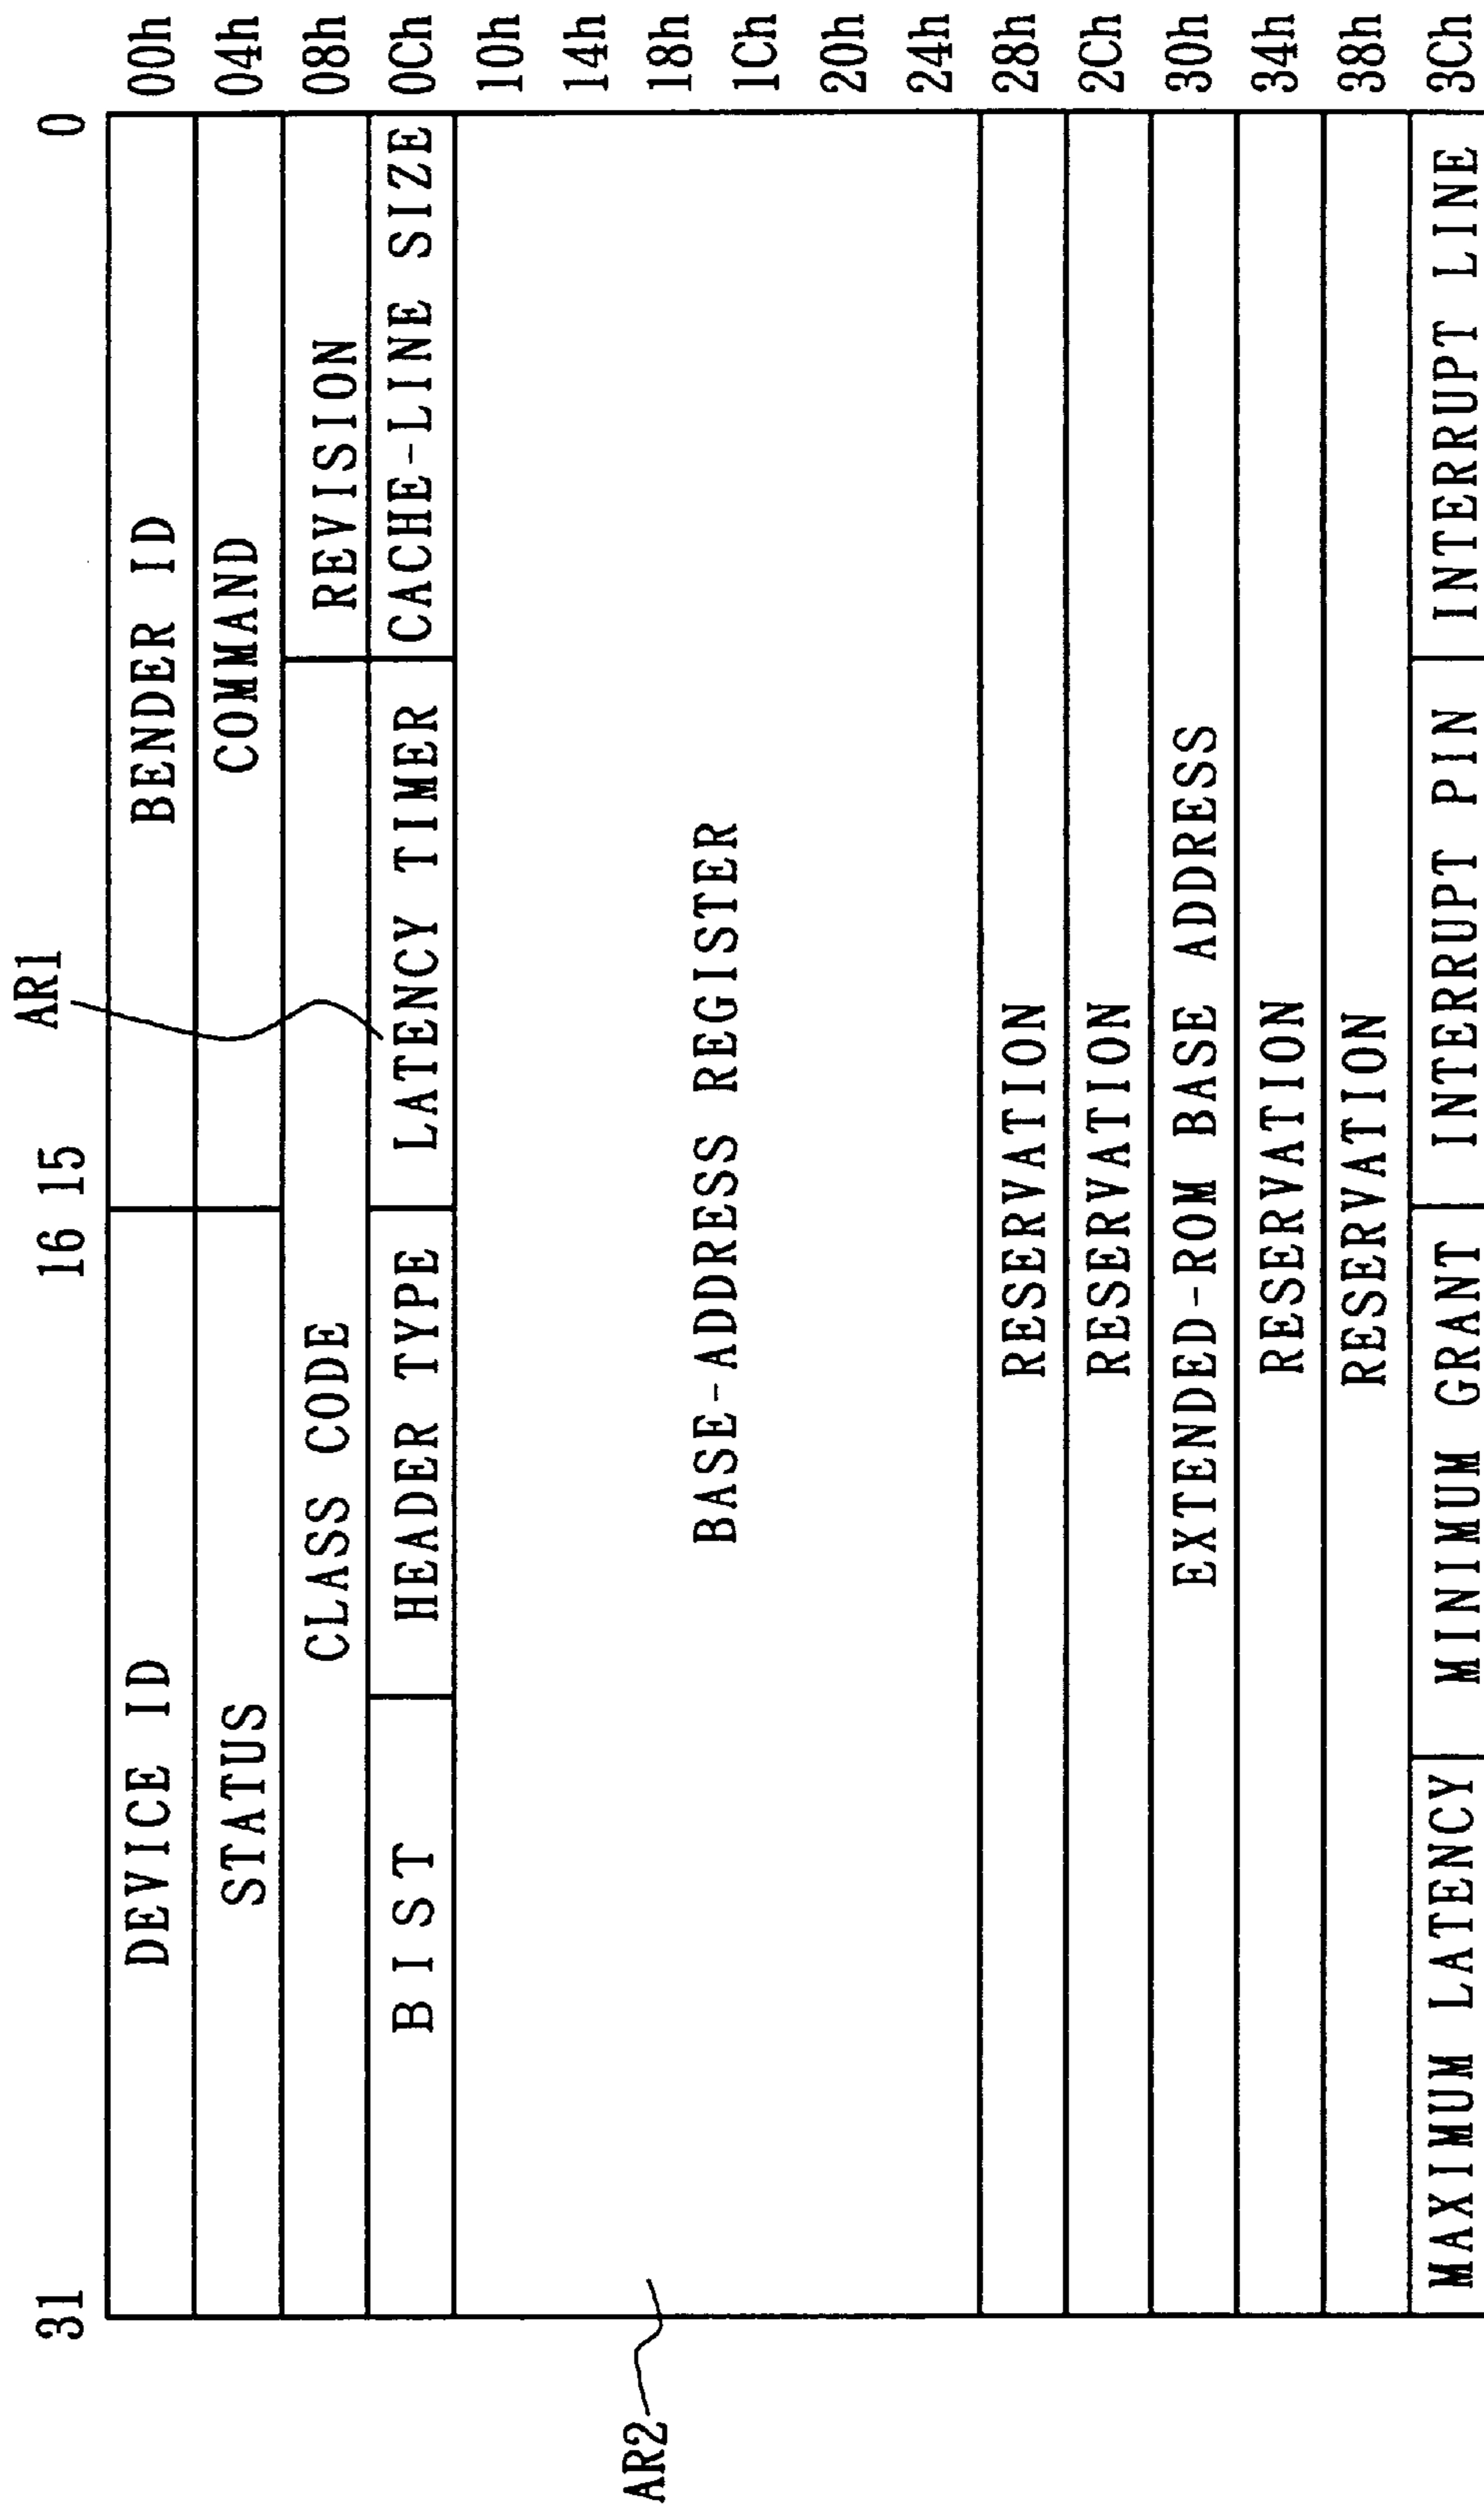 31 16 15 AR1 0
DEVICE ID BENDER ID 00h
STATUS COMMAND 04h
CLASS CODE REVISION 08h
BIST HEADER TYPE LATENCY TIMER CACHE-LINE SIZE 0Ch
10h
14h
AR2 18h
BASE-ADDRESS REGISTER 1Ch
20h
24h
RESERVATION 28h
RESERVATION 2Ch
EXTENDED-ROM BASE ADDRESS 30h
RESERVATION 34h
RESERVATION 38h
MAXIMUM LATENCY MINIMUM GRANT INTERRUPT PIN INTERRUPT LINE 3Ch